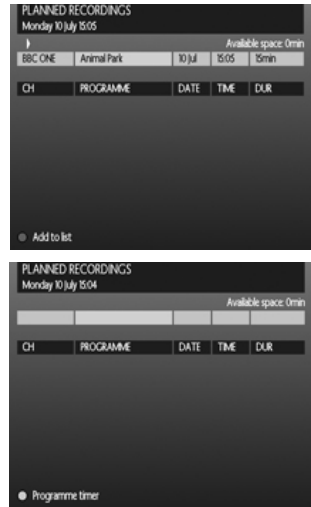 PLANNED RECORDINGS
Monday 10 July 15:05
Available space: 0min
BBC ONE Animal Park 10 Jul 15:05 15min
CH PROGRAMME DATE TIME DUR
Add to list
PLANNED RECORDINGS
Monday 10 July 15:04
Available space: 0min
CH PROGRAMME DATE TIME DUR
Programme timer